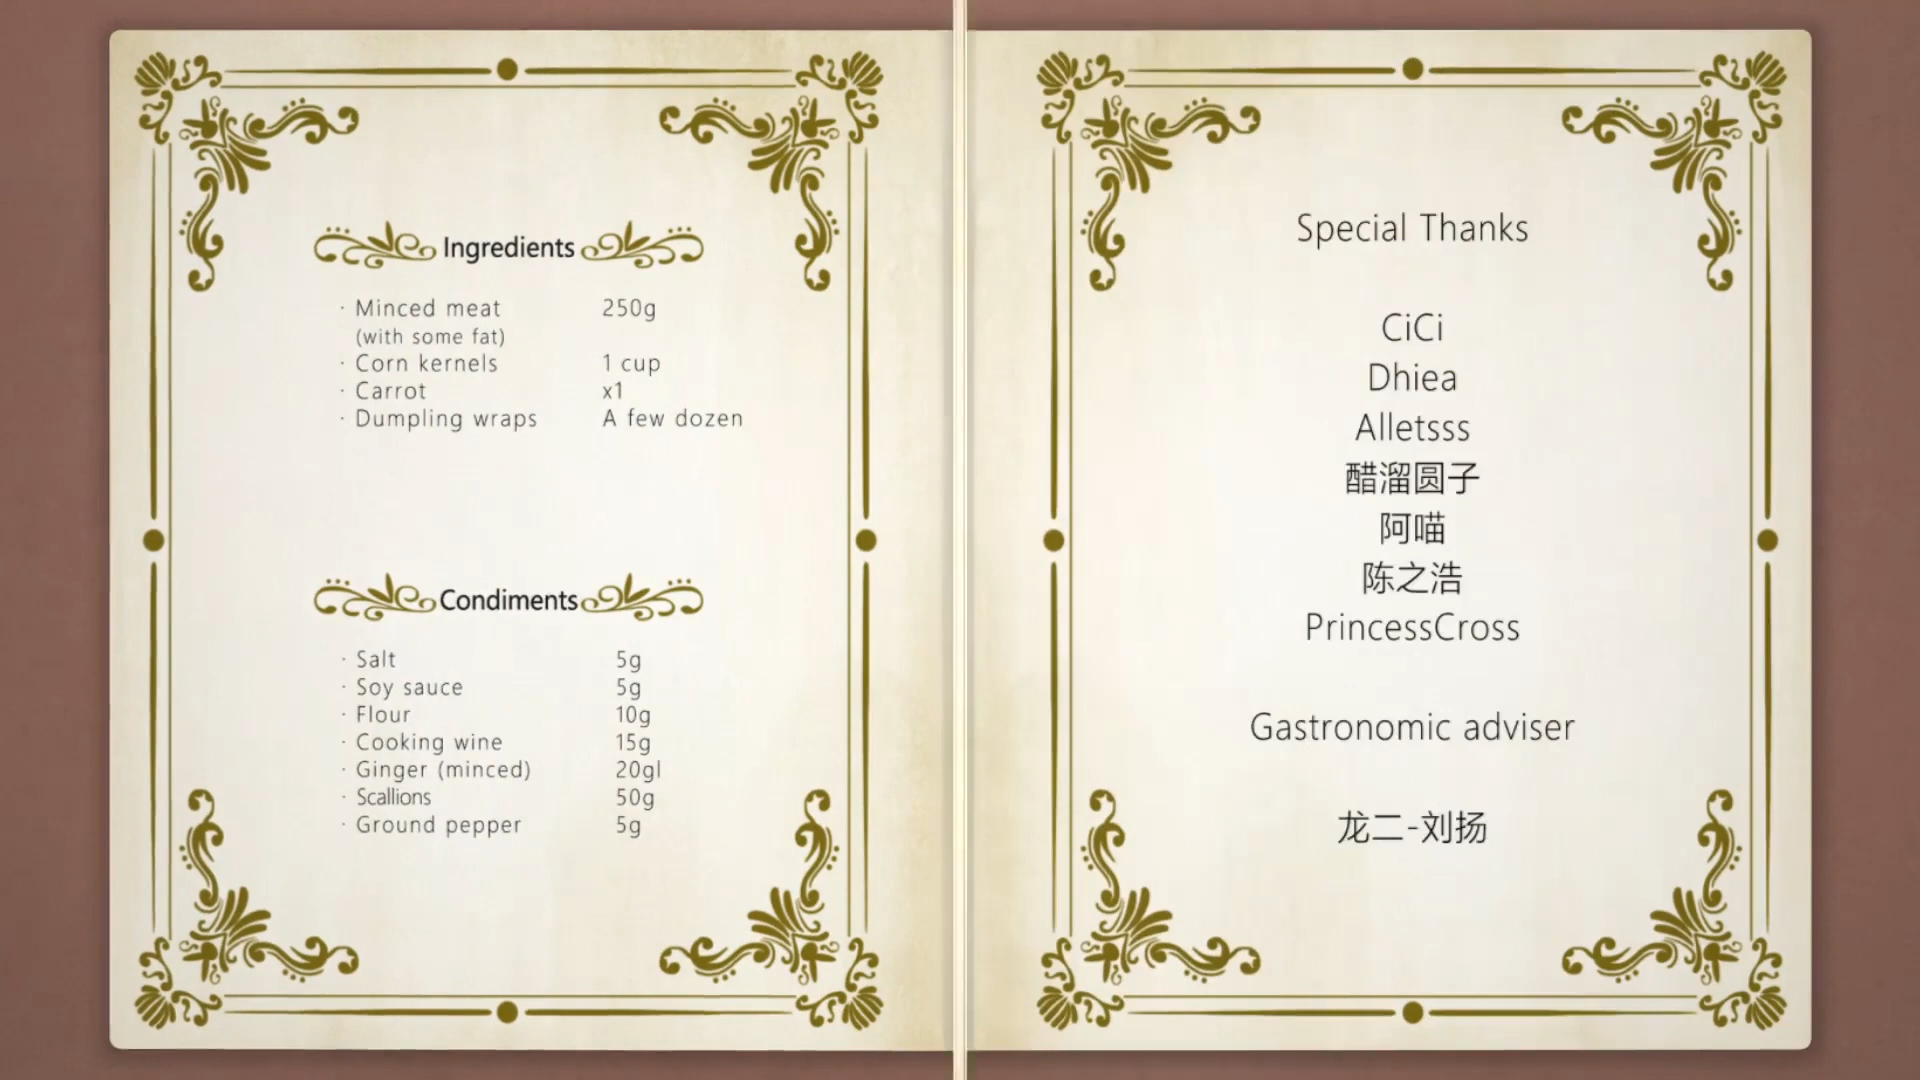 Ingredients
· Minced meat 250g
(with some fat)
· Corn kernels 1 cup
· Carrot x1
· Dumpling wraps A few dozen
Condiments
· Salt 5g
· Soy sauce 5g
· Flour 10g
· Cooking wine 15g
· Ginger (minced) 20gl
· Scallions 50g
· Ground pepper 5g
Special Thanks
CiCi
Dhiea
Alletsss
醋溜圆子
阿喵
陈之浩
PrincessCross
Gastronomic adviser
龙二-刘扬